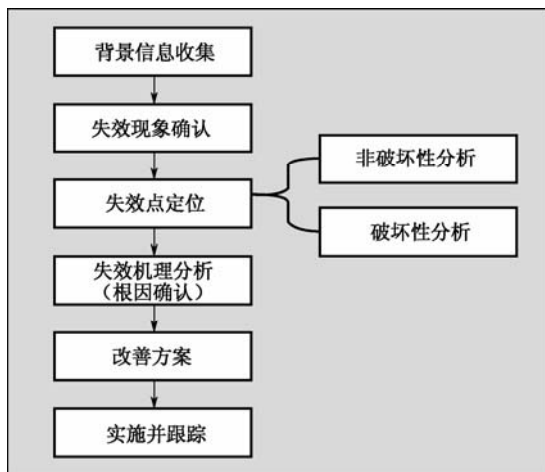 背景信息收集
失效现象确认
失效点定位
非破坏性分析
破坏性分析
失效机理分析
（根因确认）
改善方案
实施并跟踪